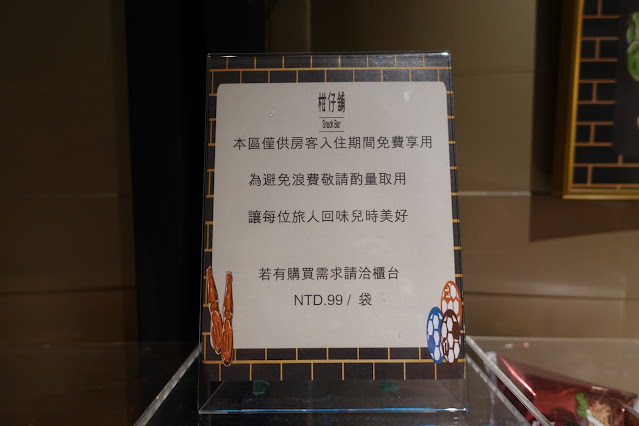 柑仔舖
Snack Bar
本區僅供房客入住期間免費享用
為避免浪費敬請酌量取用
讓每位旅人回味兒時美好
若有購買需求請洽櫃台
NTD.99 / 袋